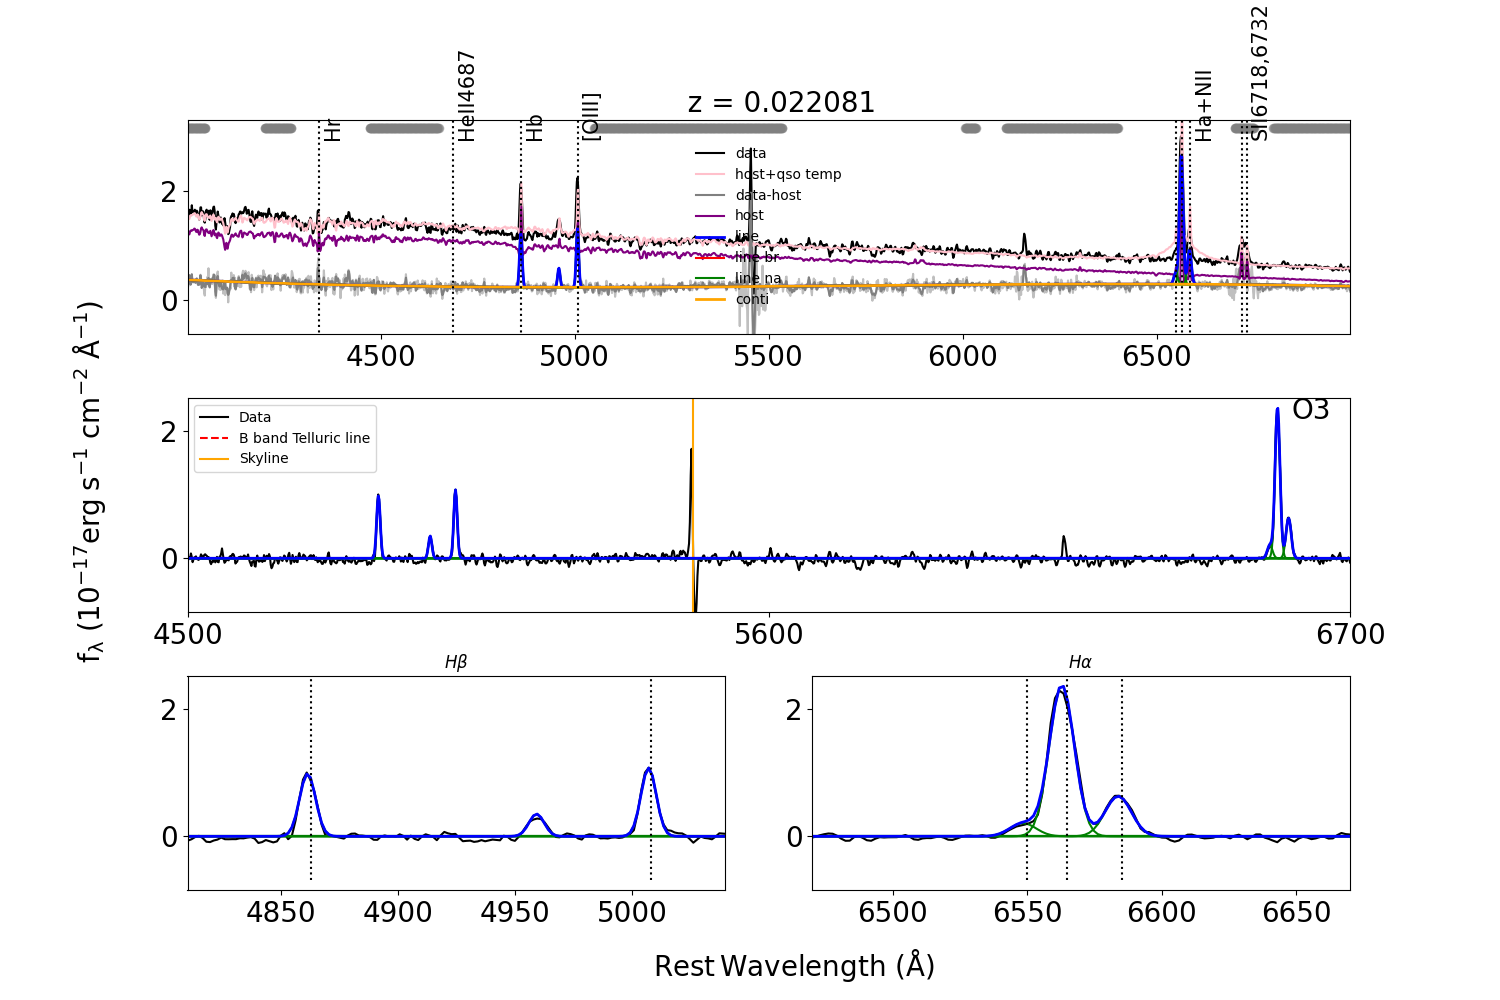 z = 0.022081
Hr
HeII4687
Hb
[OIII]
Ha+NII
SII6718,6732
data
host+qso temp
data-host
host
line
line br
line na
conti
2
0
4500 5000 5500 6000 6500
Data
B band Telluric line
Skyline
O3
2
0
4500 5600 6700
fλ (10⁻¹⁷erg s⁻¹ cm⁻² Å⁻¹)
Hβ
2
0
4850 4900 4950 5000
Hα
2
0
6500 6550 6600 6650
Rest Wavelength (Å)